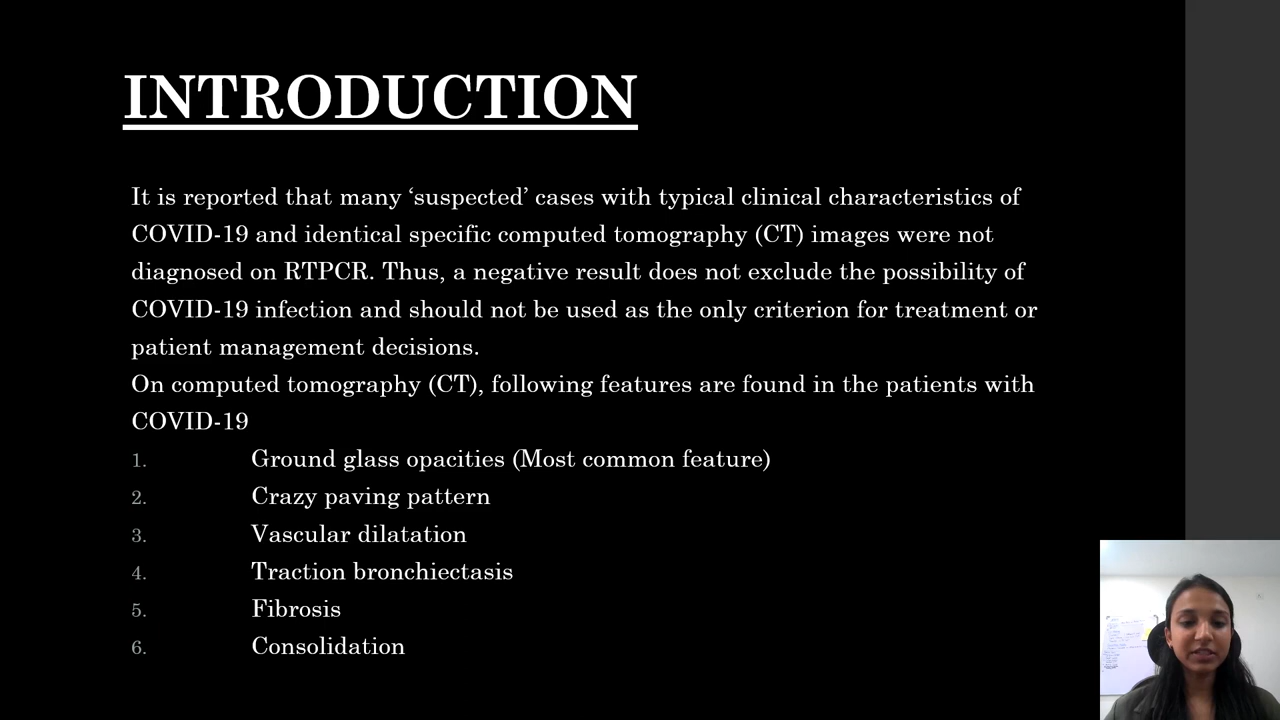 INTRODUCTION
It is reported that many ‘suspected’ cases with typical clinical characteristics of
COVID-19 and identical specific computed tomography (CT) images were not
diagnosed on RTPCR. Thus, a negative result does not exclude the possibility of
COVID-19 infection and should not be used as the only criterion for treatment or
patient management decisions.
On computed tomography (CT), following features are found in the patients with
COVID-19
1. Ground glass opacities (Most common feature)
2. Crazy paving pattern
3. Vascular dilatation
4. Traction bronchiectasis
5. Fibrosis
6. Consolidation